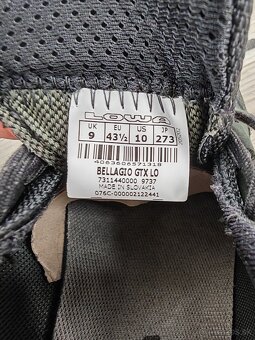 LOWA
UK EU US JP
9 43½ 10 273
4063606571318
BELLAGIO GTX LO
7311440000 9737
MADE IN SLOVAKIA
076C-000002122441